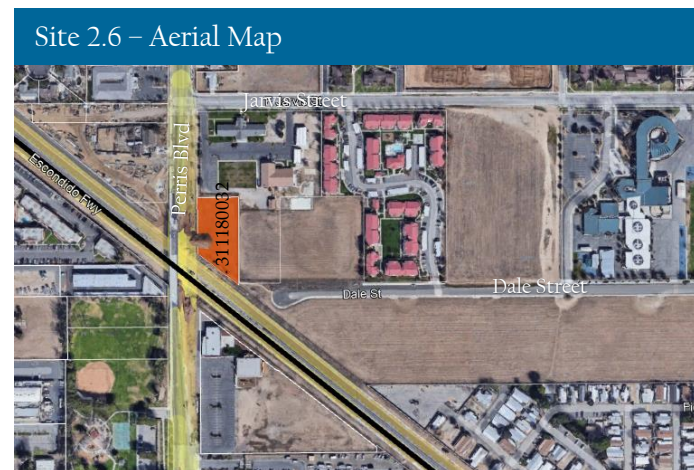 Site 2.6 – Aerial Map
Jarvis Street
Perris Blvd
Escondido Fwy
311180032
Dale St
Dale Street